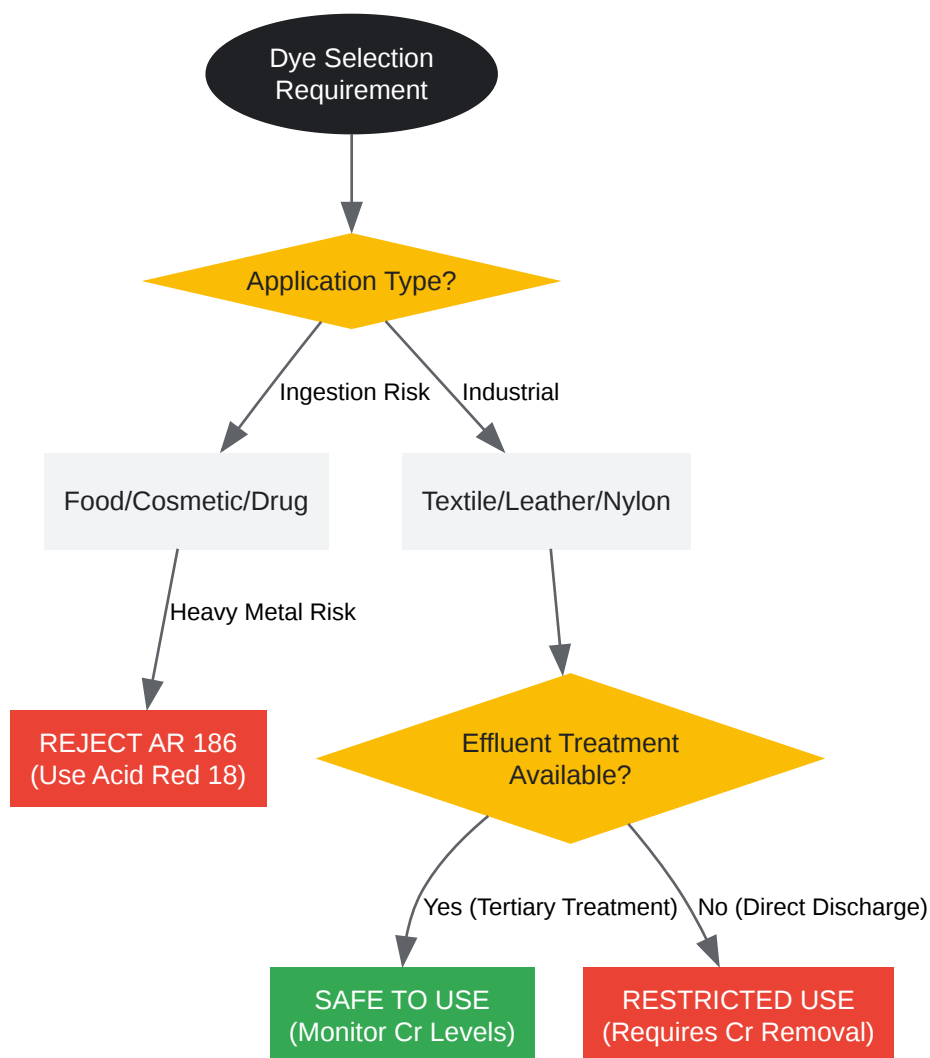 Dye Selection
Requirement
Application Type?
Ingestion Risk
Industrial
Food/Cosmetic/Drug
Textile/Leather/Nylon
Heavy Metal Risk
REJECT AR 186
(Use Acid Red 18)
Effluent Treatment
Available?
Yes (Tertiary Treatment)
No (Direct Discharge)
SAFE TO USE
(Monitor Cr Levels)
RESTRICTED USE
(Requires Cr Removal)